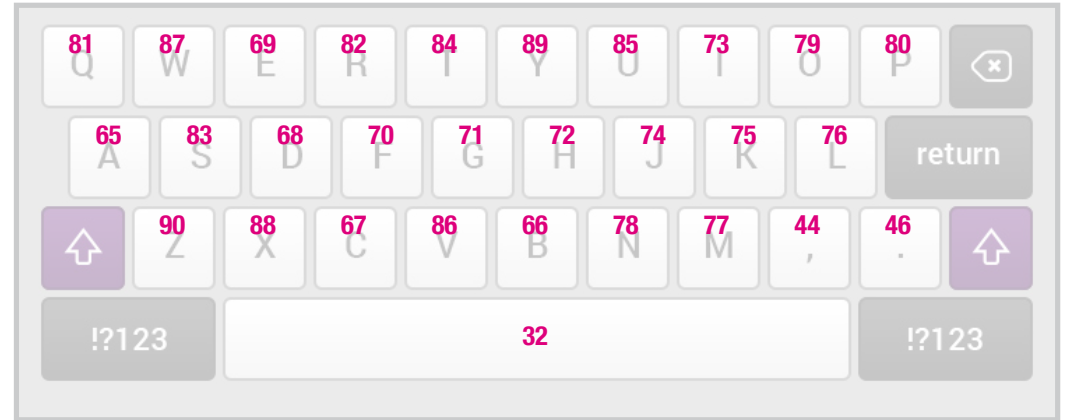 81 87 69 82 84 89 85 73 79 80
Q W E R T Y U I O P
65 83 68 70 71 72 74 75 76
A S D F G H J K L return
90 88 67 86 66 78 77 44 46
Z X C V B N M , .
!?123 32 !?123